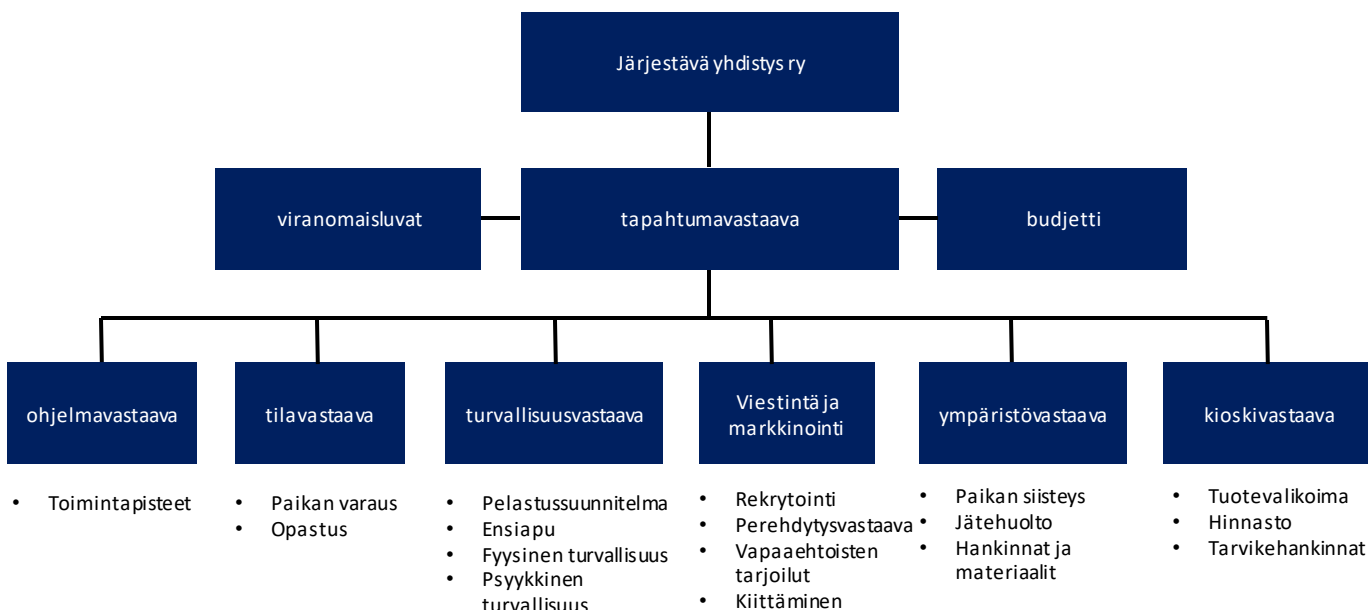 Järjestävä yhdistys ry
viranomaisluvat
tapahtumavastaava
budjetti
ohjelmavastaava
tilavastaava
turvallisuusvastaava
Viestintä ja
markkinointi
ympäristövastaava
kioskivastaava
• Toimintapisteet
• Paikan varaus
• Opastus
• Pelastussuunnitelma
• Ensiapu
• Fyysinen turvallisuus
• Psyykkinen
turvallisuus
• Rekrytointi
• Perehdytysvastaava
• Vapaaehtoisten
tarjoilut
• Kiittäminen
• Paikan siisteys
• Jätehuolto
• Hankinnat ja
materiaalit
• Tuotevalikoima
• Hinnasto
• Tarvikehankinnat